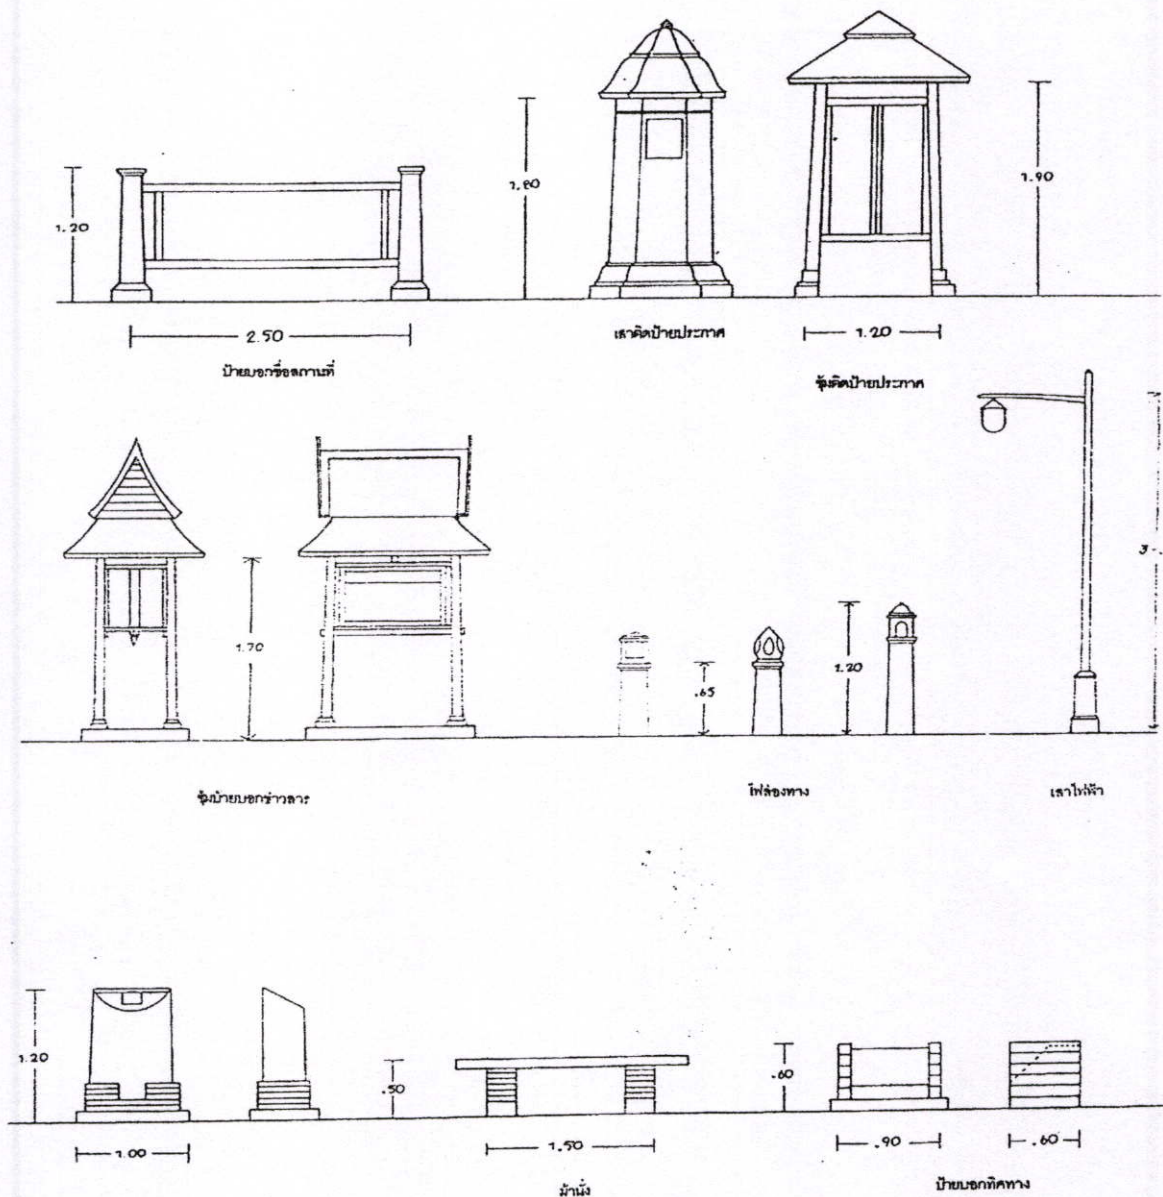 1.20
1.90
2.50
เสาติดป้ายประกาศ
1.20
ป้ายบอกชื่อสถานที่
ซุ้มติดป้ายประกาศ
1.70
.65
1.20
ซุ้มป้ายบอกข่าวสาร
ไฟส่องทาง
เสาไฟฟ้า
1.20
.50
.60
1.00
1.50
.90
.60
ม้านั่ง
ป้ายบอกทิศทาง